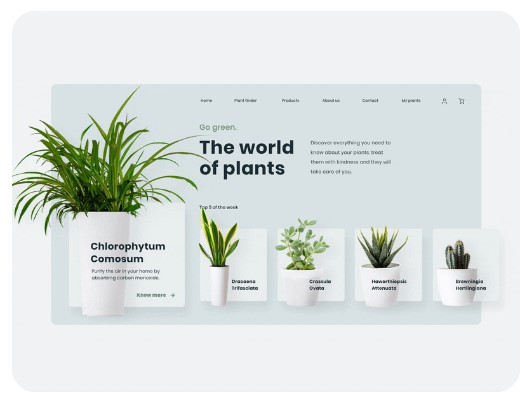 Home Plant finder Products About us Contact My plants
Go green.
The world
of plants
Discover everything you need to
know about your plants, treat
them with kindness and they will
take care of you.
Top 5 of the week
Chlorophytum
Comosum
Purify the air in your home by
absorbing carbon monoxide.
Know more
Dracaena
Trifasciata
Crassula
Ovata
Haworthiopsis
Attenuata
Browningia
Hertlingiana